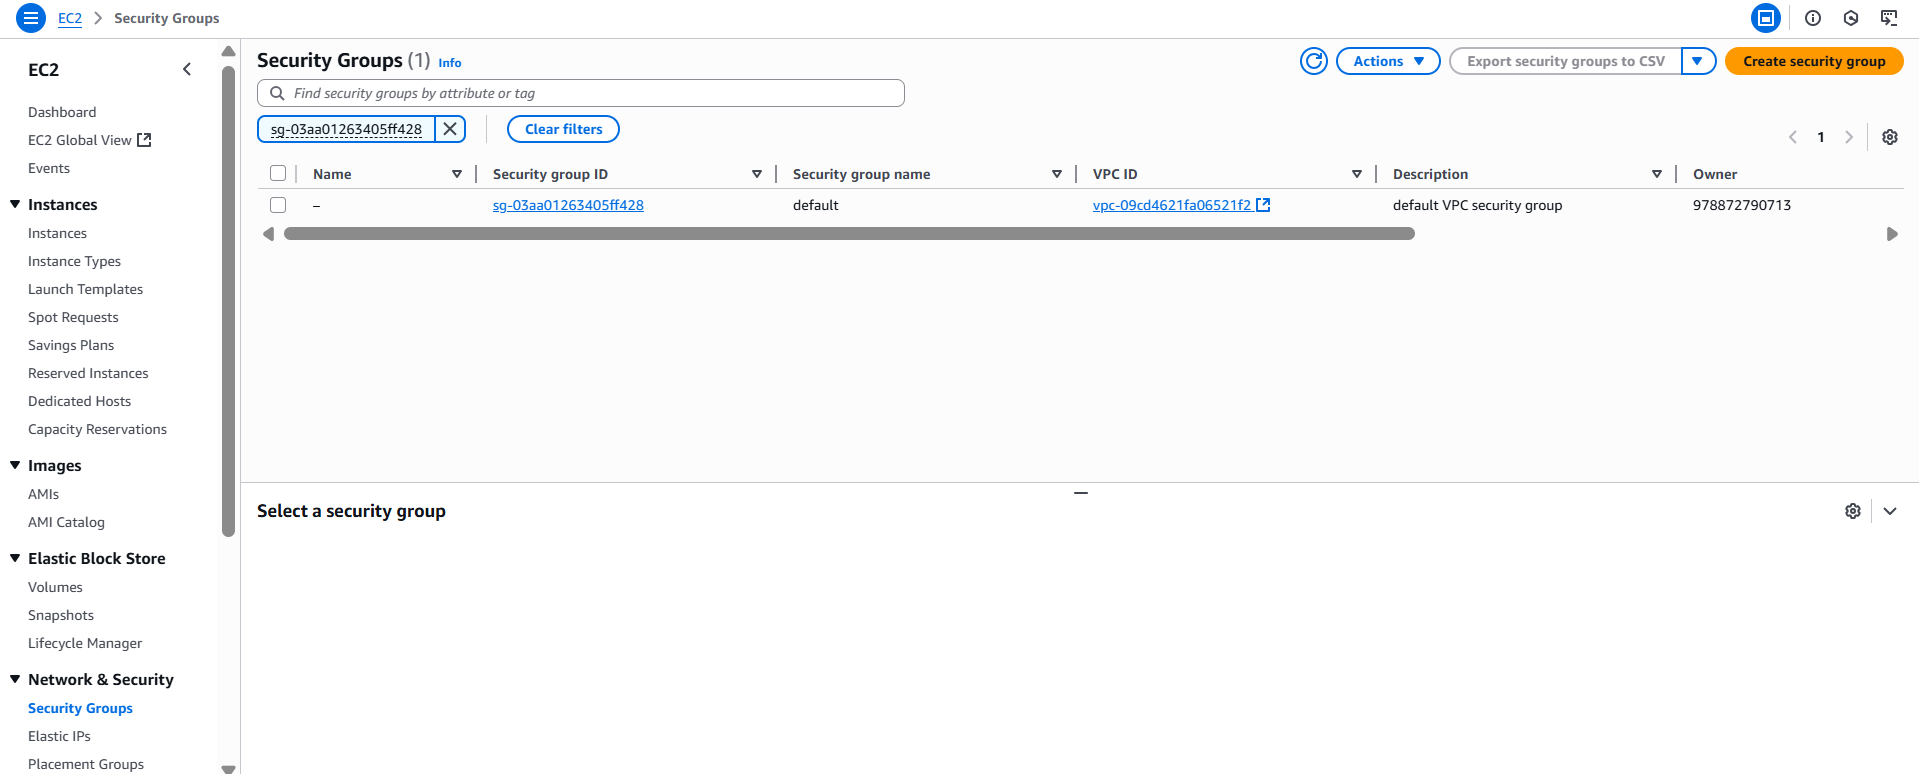 EC2 Security Groups
EC2
Dashboard
EC2 Global View
Events
Instances
Instances
Instance Types
Launch Templates
Spot Requests
Savings Plans
Reserved Instances
Dedicated Hosts
Capacity Reservations
Images
AMIs
AMI Catalog
Elastic Block Store
Volumes
Snapshots
Lifecycle Manager
Network & Security
Security Groups
Elastic IPs
Placement Groups
Security Groups (1) Info
Actions Export security groups to CSV Create security group
Find security groups by attribute or tag
sg-03aa01263405ff428 Clear filters
1
Name Security group ID Security group name VPC ID Description Owner
– sg-03aa01263405ff428 default vpc-09cd4621fa06521f2 default VPC security group 978872790713
Select a security group